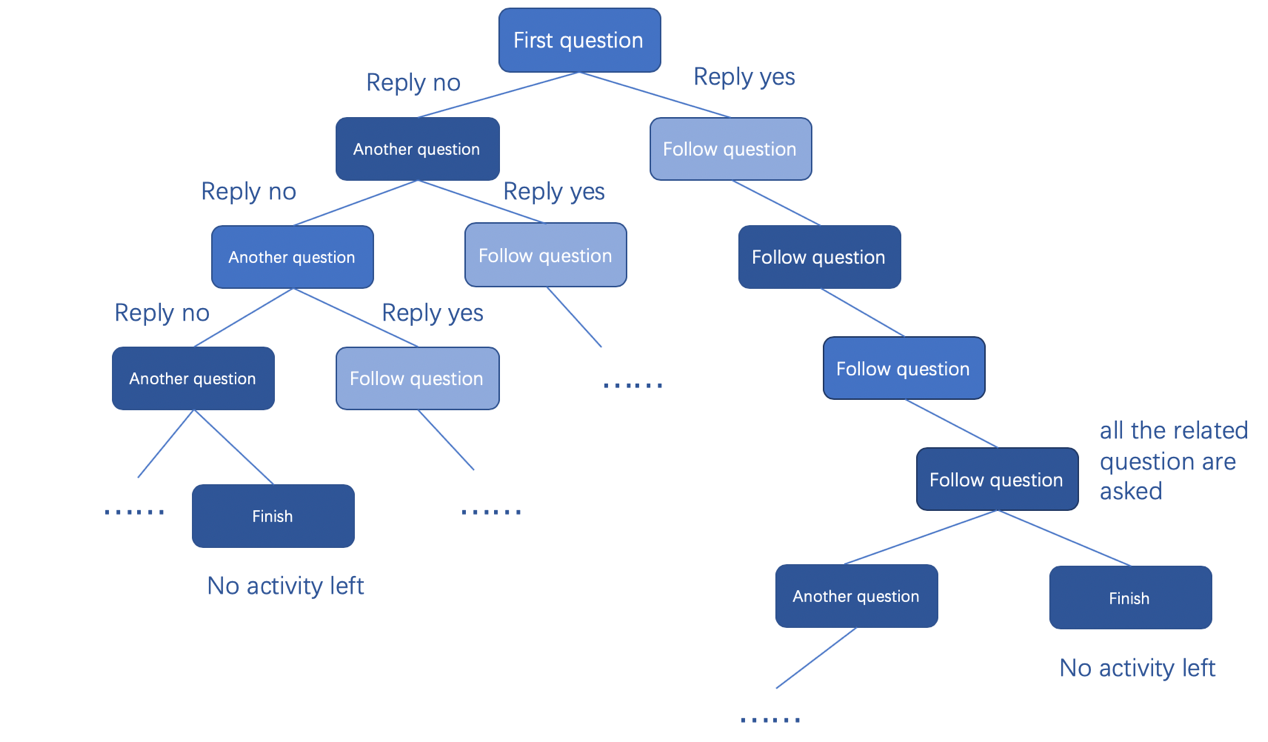 First question
Reply no
Reply yes
Another question
Follow question
Reply no
Reply yes
Another question
Follow question
Follow question
Reply no
Reply yes
Another question
Follow question
……
Follow question
all the related
question are
asked
Follow question
……
Finish
……
No activity left
Another question
Finish
No activity left
……